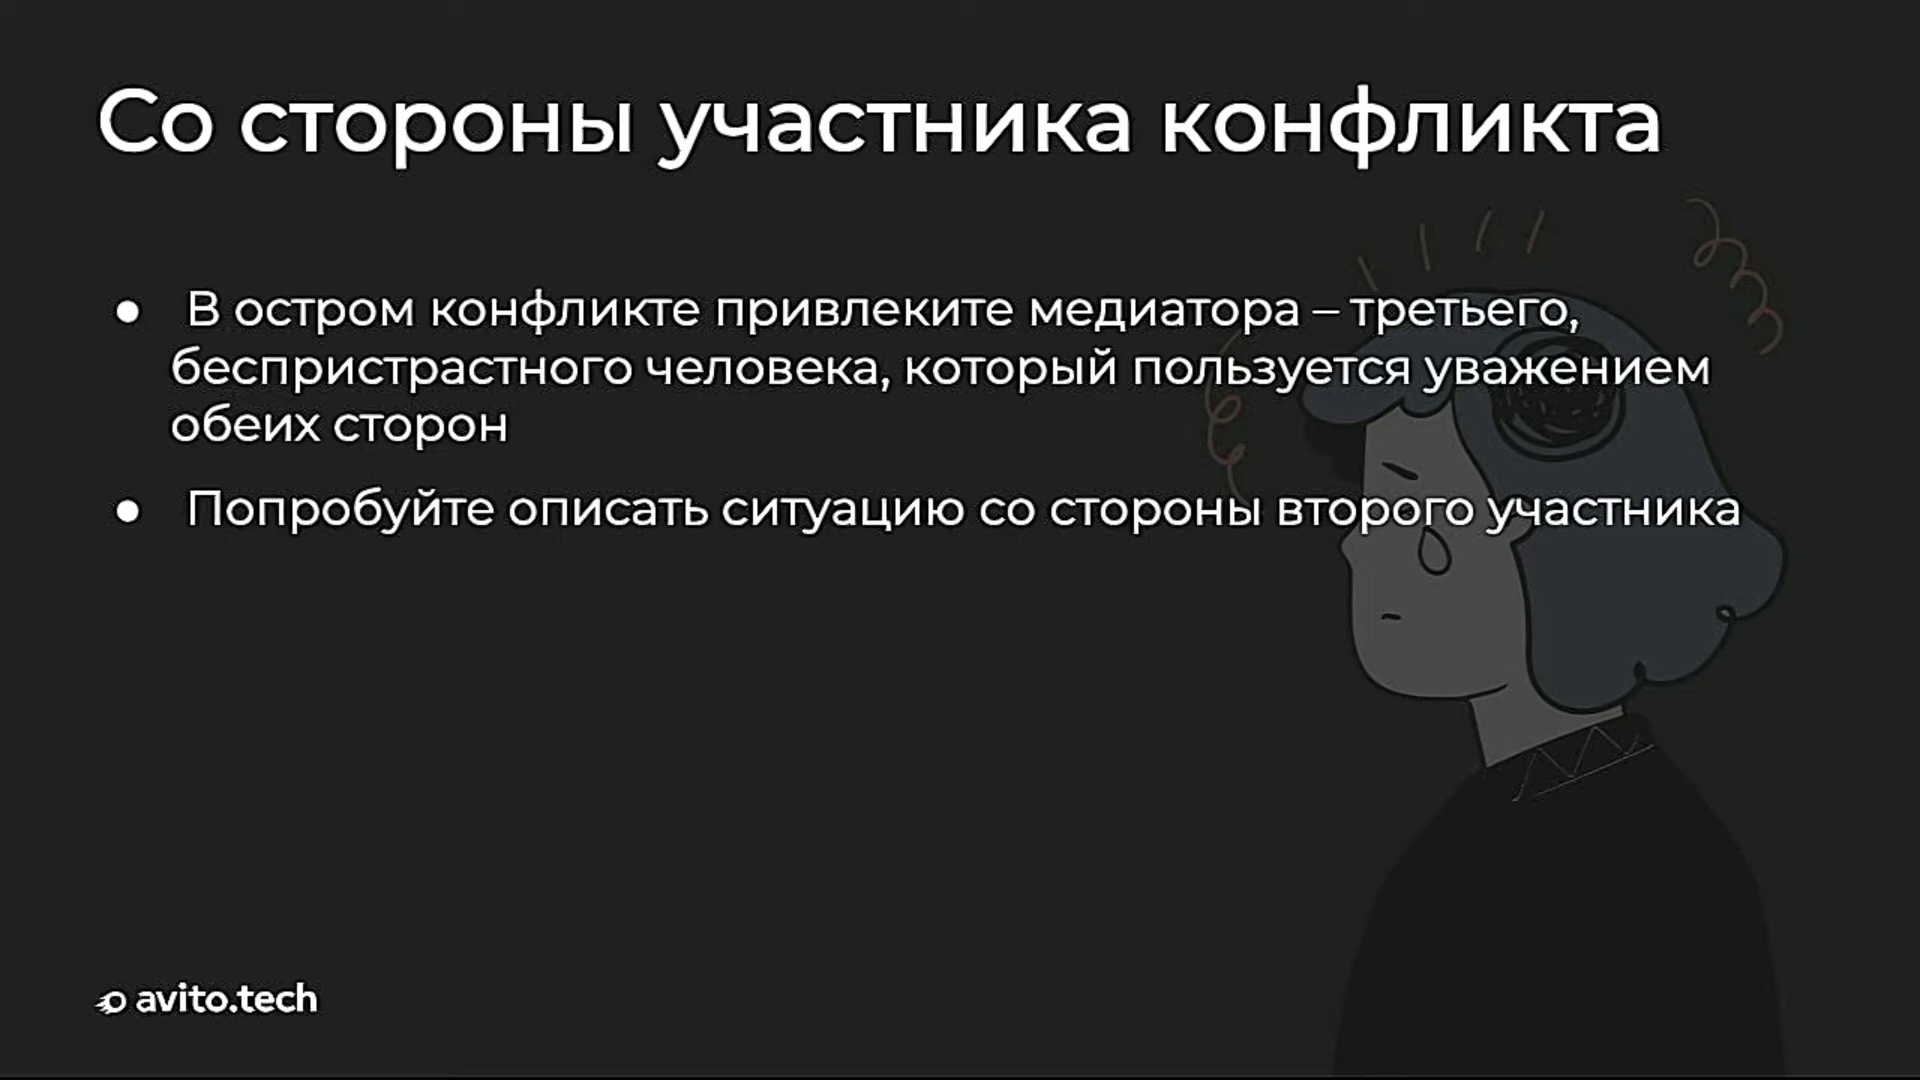 Со стороны участника конфликта
● В остром конфликте привлеките медиатора – третьего,
беспристрастного человека, который пользуется уважением
обеих сторон
● Попробуйте описать ситуацию со стороны второго участника
avito.tech